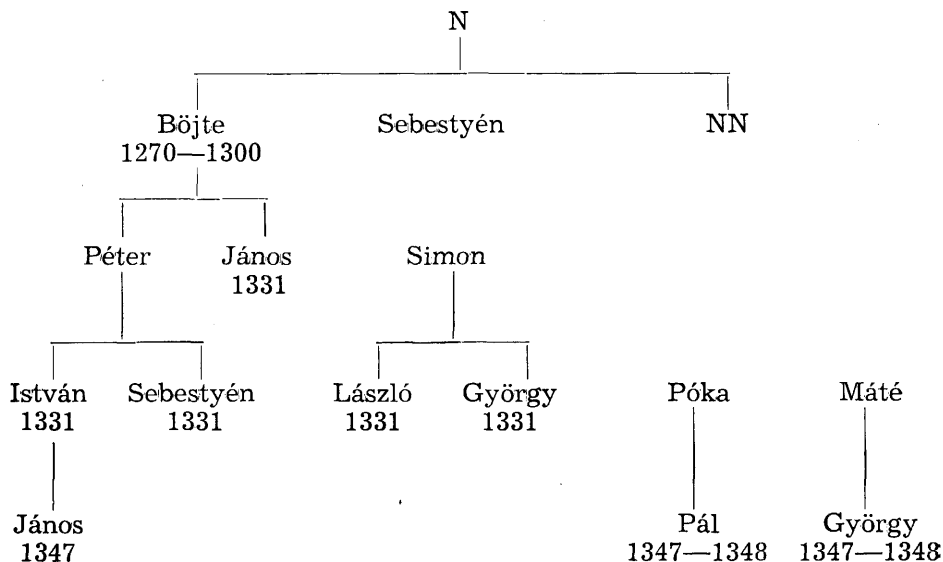 N
Böjte Sebestyén NN
1270—1300
Péter János Simon
1331
István Sebestyén László György Póka Máté
1331 1331 1331 1331
János Pál György
1347 1347—1348 1347—1348